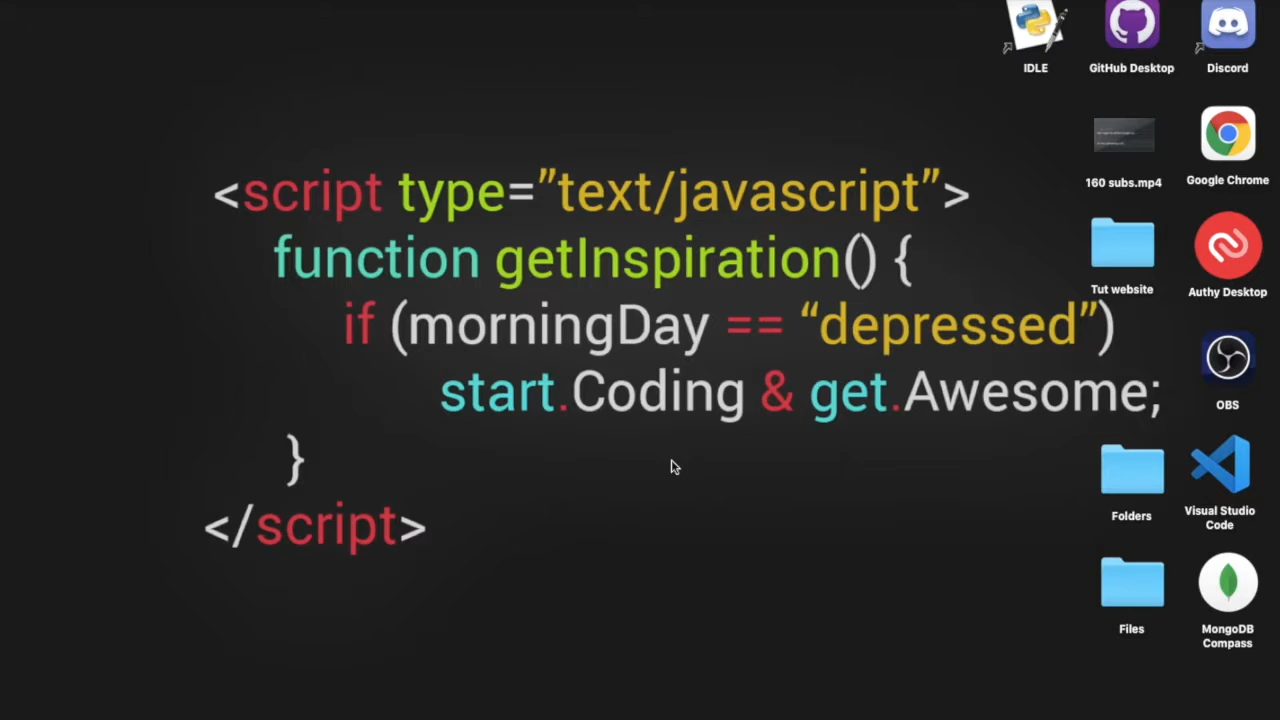 <script type=”text/javascript”>
function getInspiration() {
if (morningDay == “depressed”)
start.Coding & get.Awesome;
}
</script>
IDLE
GitHub Desktop
Discord
160 subs.mp4
Google Chrome
Tut website
Authy Desktop
OBS
Folders
Visual Studio
Code
Files
MongoDB
Compass